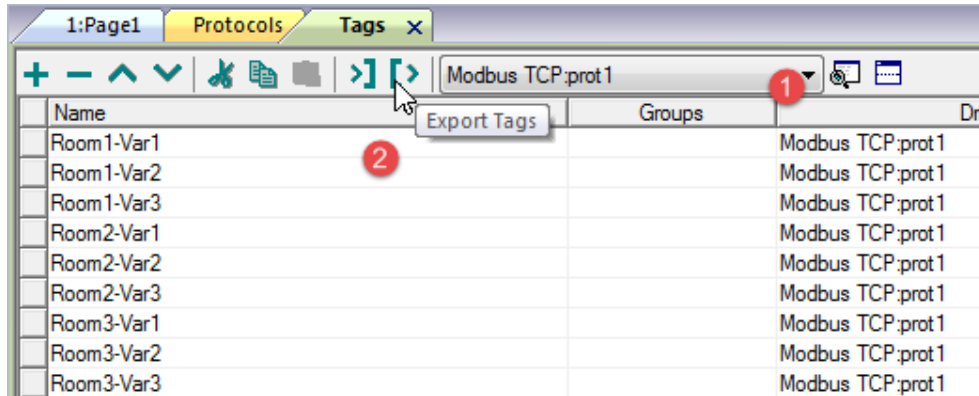 1:Page1 Protocols Tags x
Modbus TCP:prot1 1
Name Groups Dr
Export Tags
2
Room1-Var1 Modbus TCP:prot1
Room1-Var2 Modbus TCP:prot1
Room1-Var3 Modbus TCP:prot1
Room2-Var1 Modbus TCP:prot1
Room2-Var2 Modbus TCP:prot1
Room2-Var3 Modbus TCP:prot1
Room3-Var1 Modbus TCP:prot1
Room3-Var2 Modbus TCP:prot1
Room3-Var3 Modbus TCP:prot1